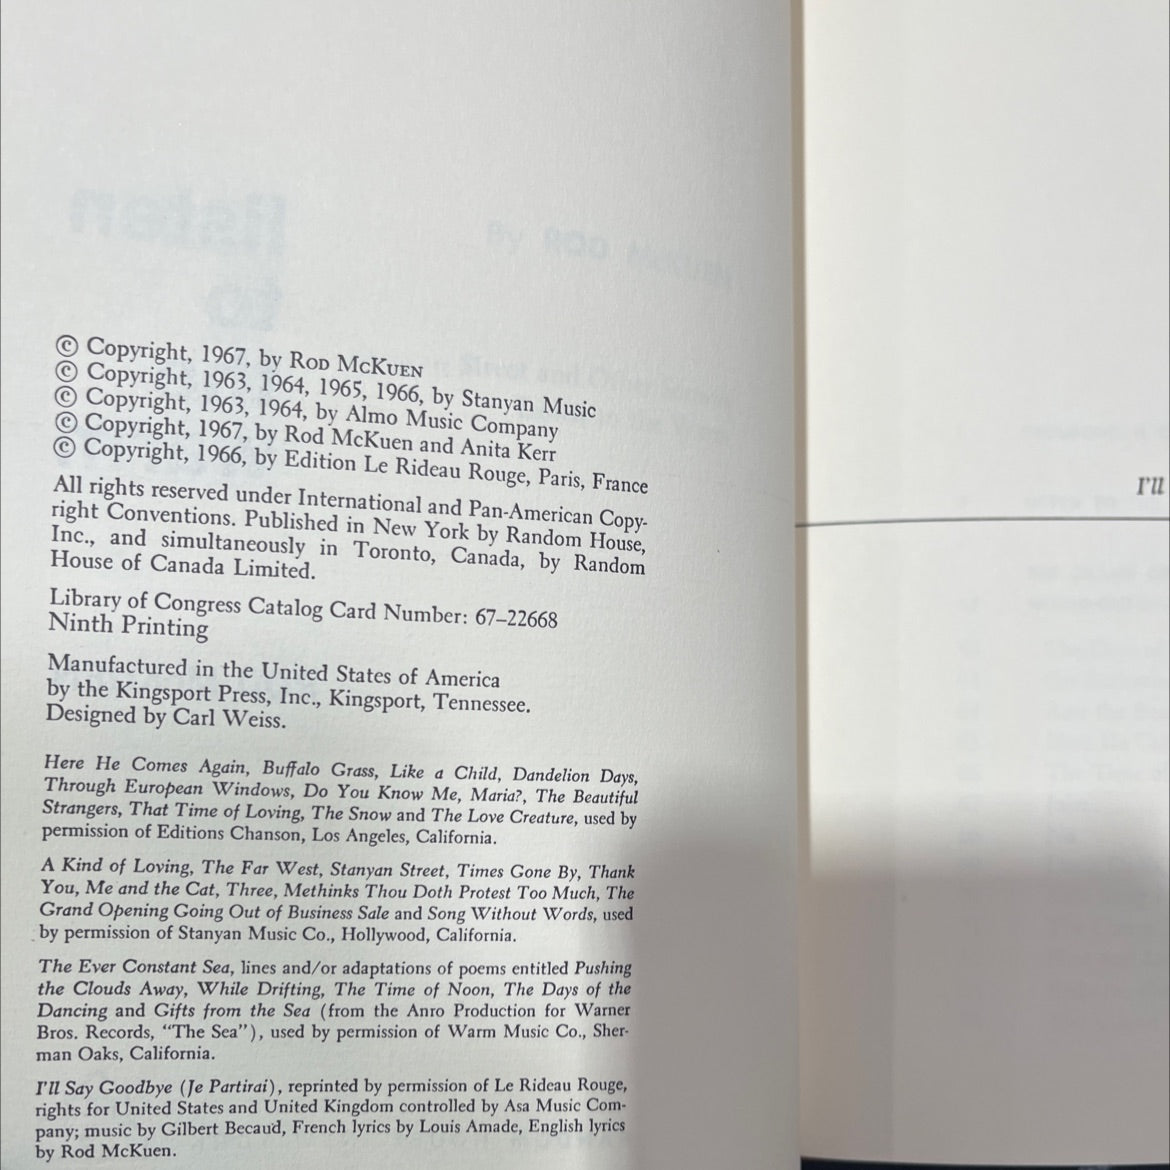 © Copyright, 1967, by ROD MCKUEN
© Copyright, 1963, 1964, 1965, 1966, by Stanyan Music
© Copyright, 1963, 1964, by Almo Music Company
© Copyright, 1967, by Rod McKuen and Anita Kerr
© Copyright, 1966, by Edition Le Rideau Rouge, Paris, France
All rights reserved under International and Pan-American Copy-
right Conventions. Published in New York by Random House,
Inc., and simultaneously in Toronto, Canada, by Random
House of Canada Limited.
Library of Congress Catalog Card Number: 67–22668
Ninth Printing
Manufactured in the United States of America
by the Kingsport Press, Inc., Kingsport, Tennessee.
Designed by Carl Weiss.
Here He Comes Again, Buffalo Grass, Like a Child, Dandelion Days,
Through European Windows, Do You Know Me, Maria?, The Beautiful
Strangers, That Time of Loving, The Snow and The Love Creature, used by
permission of Editions Chanson, Los Angeles, California.
A Kind of Loving, The Far West, Stanyan Street, Times Gone By, Thank
You, Me and the Cat, Three, Methinks Thou Doth Protest Too Much, The
Grand Opening Going Out of Business Sale and Song Without Words, used
by permission of Stanyan Music Co., Hollywood, California.
The Ever Constant Sea, lines and/or adaptations of poems entitled Pushing
the Clouds Away, While Drifting, The Time of Noon, The Days of the
Dancing and Gifts from the Sea (from the Anro Production for Warner
Bros. Records, “The Sea”), used by permission of Warm Music Co., Sher-
man Oaks, California.
I'll Say Goodbye (Je Partirai), reprinted by permission of Le Rideau Rouge,
rights for United States and United Kingdom controlled by Asa Music Com-
pany; music by Gilbert Becaud, French lyrics by Louis Amade, English lyrics
by Rod McKuen.
I'll
listen
to
By ROD McKUEN